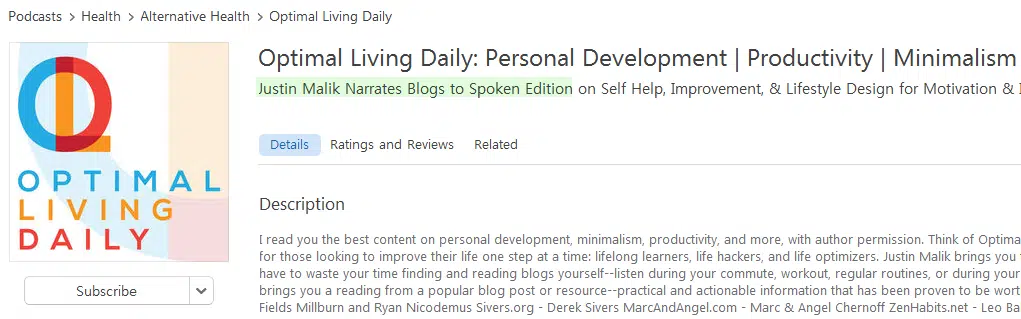 Podcasts > Health > Alternative Health > Optimal Living Daily
OPTIMAL
LIVING
DAILY
Subscribe
Optimal Living Daily: Personal Development | Productivity | Minimalism
Justin Malik Narrates Blogs to Spoken Edition on Self Help, Improvement, & Lifestyle Design for Motivation &
Details Ratings and Reviews Related
Description
I read you the best content on personal development, minimalism, productivity, and more, with author permission. Think of Optima
for those looking to improve their life one step at a time: lifelong learners, life hackers, and life optimizers. Justin Malik brings you
have to waste your time finding and reading blogs yourself--listen during your commute, workout, regular routines, or during your
brings you a reading from a popular blog post or resource--practical and actionable information that has been proven to be wort
Fields Millburn and Ryan Nicodemus Sivers.org - Derek Sivers MarcAndAngel.com - Marc & Angel Chernoff ZenHabits.net - Leo Ba